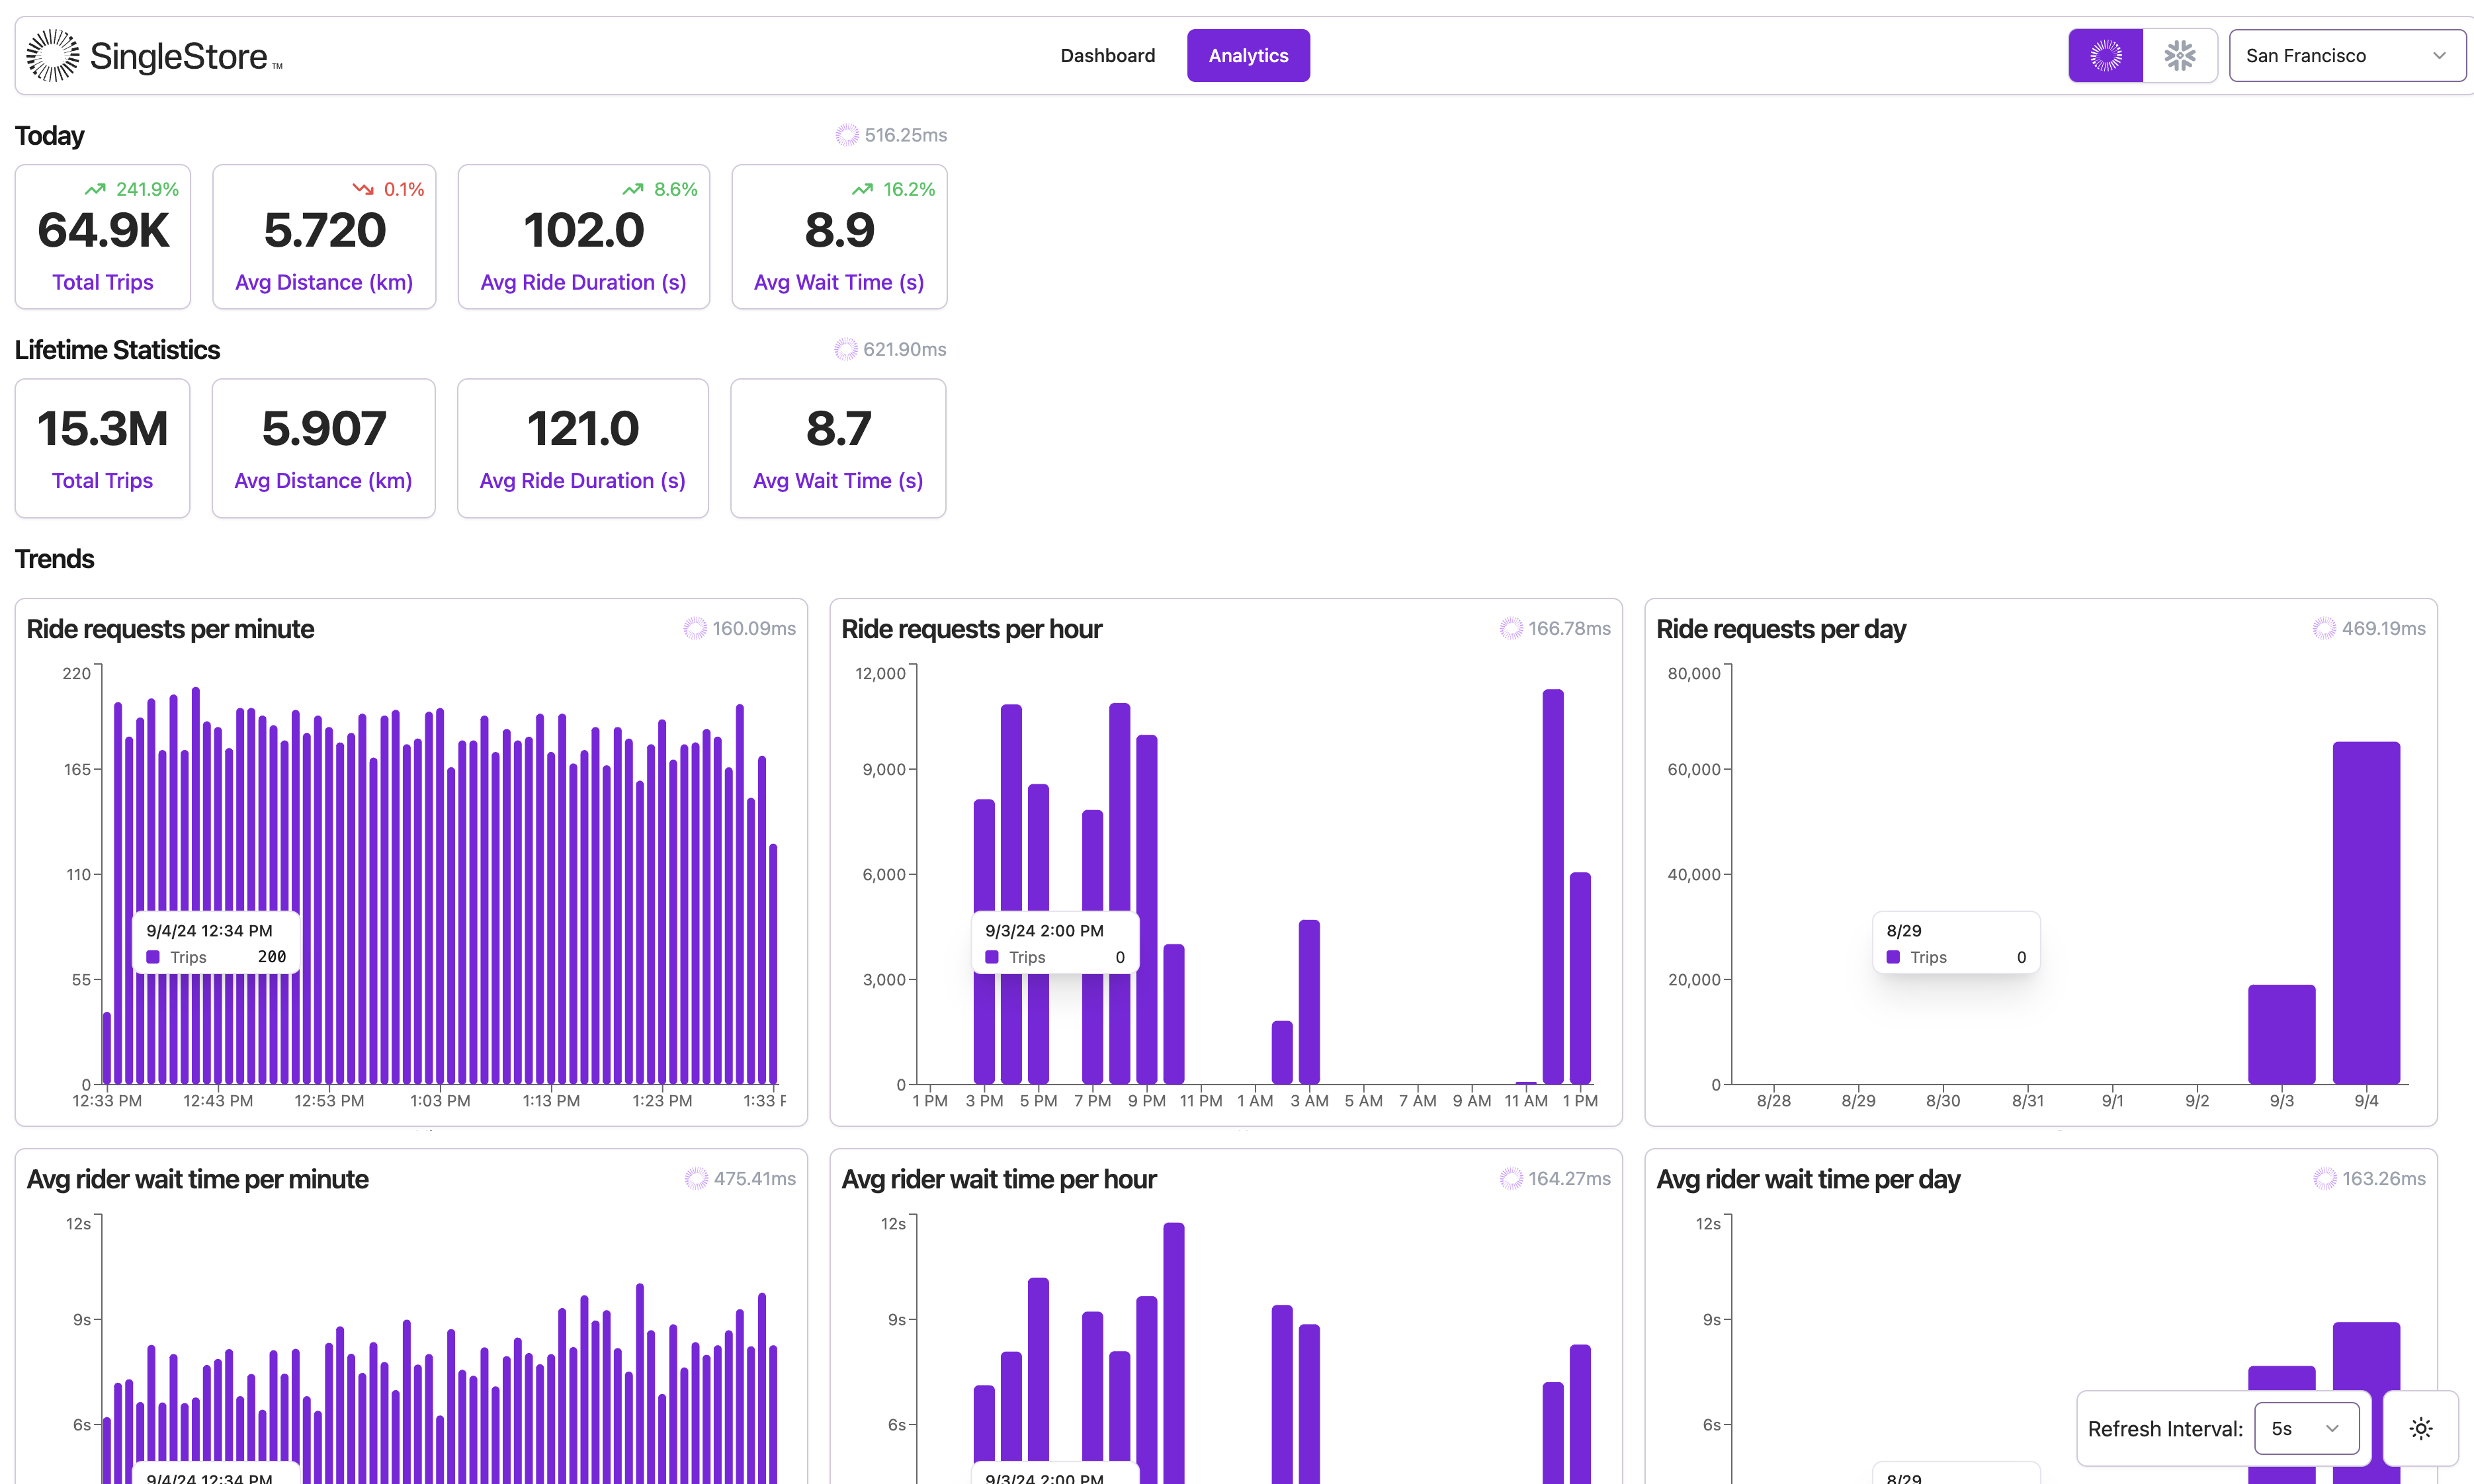 SingleStore™
Dashboard
Analytics
San Francisco
Today
516.25ms
241.9%
64.9K
Total Trips
0.1%
5.720
Avg Distance (km)
8.6%
102.0
Avg Ride Duration (s)
16.2%
8.9
Avg Wait Time (s)
Lifetime Statistics
621.90ms
15.3M
Total Trips
5.907
Avg Distance (km)
121.0
Avg Ride Duration (s)
8.7
Avg Wait Time (s)
Trends
Ride requests per minute
160.09ms
220
165
110
55
0
9/4/24 12:34 PM
Trips 200
12:33 PM 12:43 PM 12:53 PM 1:03 PM 1:13 PM 1:23 PM 1:33
Ride requests per hour
166.78ms
12,000
9,000
6,000
3,000
0
9/3/24 2:00 PM
Trips 0
1 PM 3 PM 5 PM 7 PM 9 PM 11 PM 1 AM 3 AM 5 AM 7 AM 9 AM 11 AM 1 PM
Ride requests per day
469.19ms
80,000
60,000
40,000
20,000
0
8/29
Trips 0
8/28 8/29 8/30 8/31 9/1 9/2 9/3 9/4
Avg rider wait time per minute
475.41ms
12s
9s
6s
9/4/24 12:34 PM
Avg rider wait time per hour
164.27ms
12s
9s
6s
9/3/24 2:00 PM
Avg rider wait time per day
163.26ms
12s
9s
6s
8/29
Refresh Interval: 5s